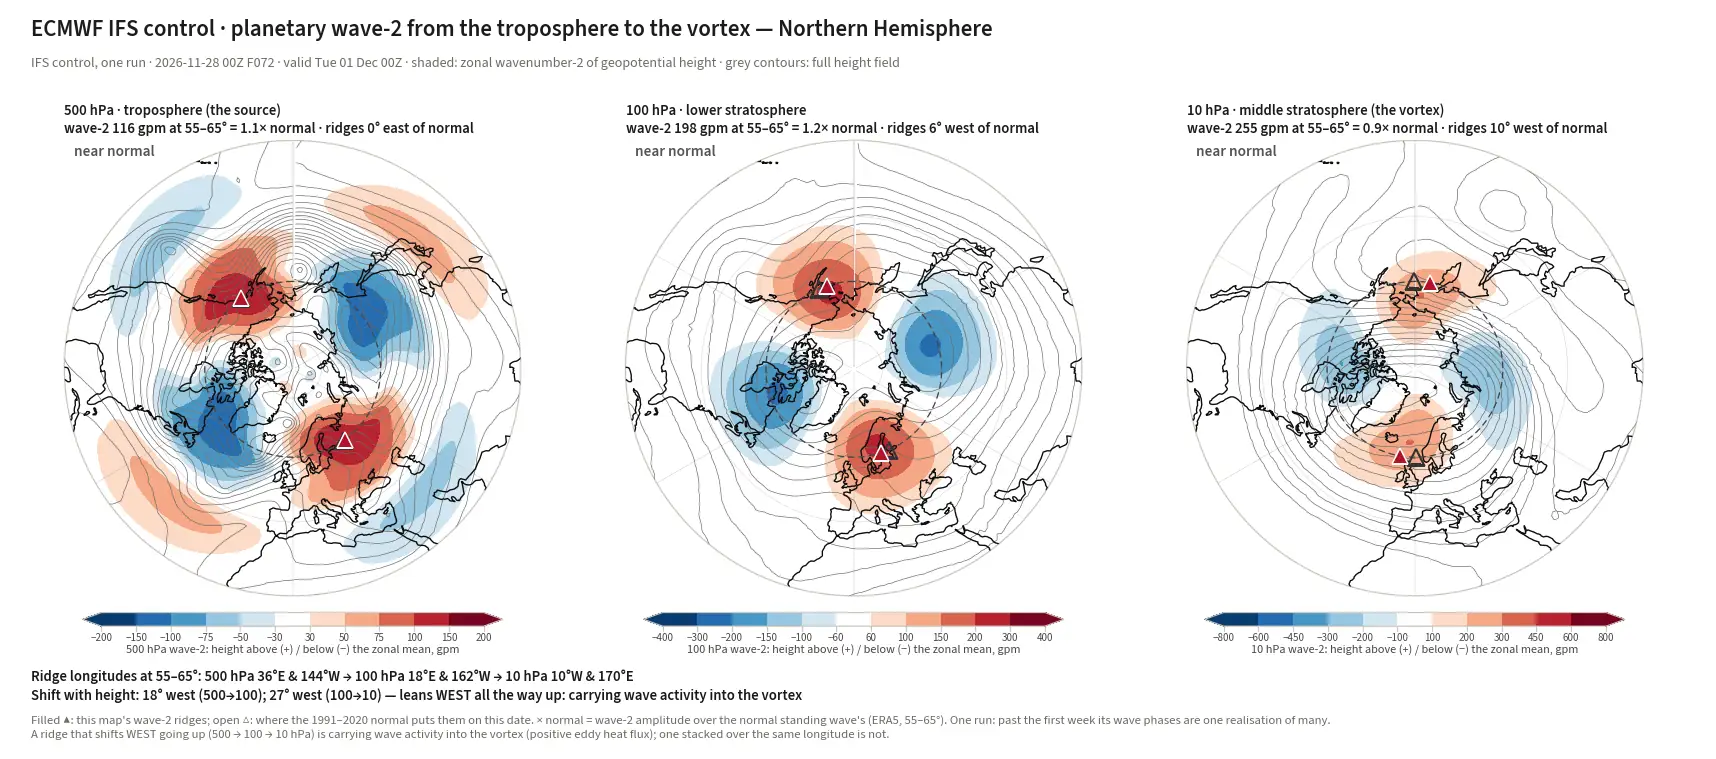 ECMWF IFS control · planetary wave-2 from the troposphere to the vortex — Northern Hemisphere
IFS control, one run · 2026-11-28 00Z F072 · valid Tue 01 Dec 00Z · shaded: zonal wavenumber-2 of geopotential height · grey contours: full height field
500 hPa · troposphere (the source)
wave-2 116 gpm at 55–65° = 1.1× normal · ridges 0° east of normal
near normal
100 hPa · lower stratosphere
wave-2 198 gpm at 55–65° = 1.2× normal · ridges 6° west of normal
near normal
10 hPa · middle stratosphere (the vortex)
wave-2 255 gpm at 55–65° = 0.9× normal · ridges 10° west of normal
near normal
−200 −150 −100 −75 −50 −30 30 50 75 100 150 200
500 hPa wave-2: height above (+) / below (−) the zonal mean, gpm
−400 −300 −200 −150 −100 −60 60 100 150 200 300 400
100 hPa wave-2: height above (+) / below (−) the zonal mean, gpm
−800 −600 −450 −300 −200 −100 100 200 300 450 600 800
10 hPa wave-2: height above (+) / below (−) the zonal mean, gpm
Ridge longitudes at 55–65°: 500 hPa 36°E & 144°W → 100 hPa 18°E & 162°W → 10 hPa 10°W & 170°E
Shift with height: 18° west (500→100); 27° west (100→10) — leans WEST all the way up: carrying wave activity into the vortex
Filled ▲: this map's wave-2 ridges; open △: where the 1991–2020 normal puts them on this date. × normal = wave-2 amplitude over the normal standing wave's (ERA5, 55–65°). One run: past the first week its wave phases are one realisation of many.
A ridge that shifts WEST going up (500 → 100 → 10 hPa) is carrying wave activity into the vortex (positive eddy heat flux); one stacked over the same longitude is not.